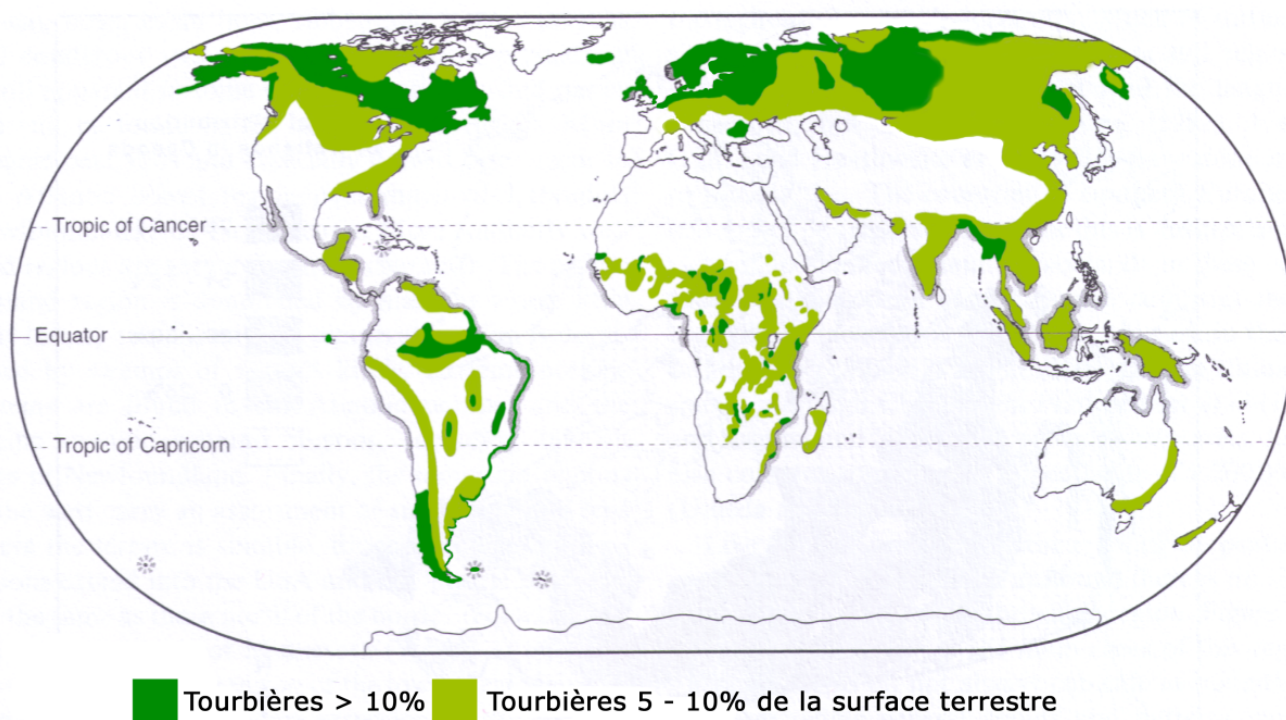 Tropic of Cancer
Equator
Tropic of Capricorn
Tourbières > 10%
Tourbières 5 - 10% de la surface terrestre